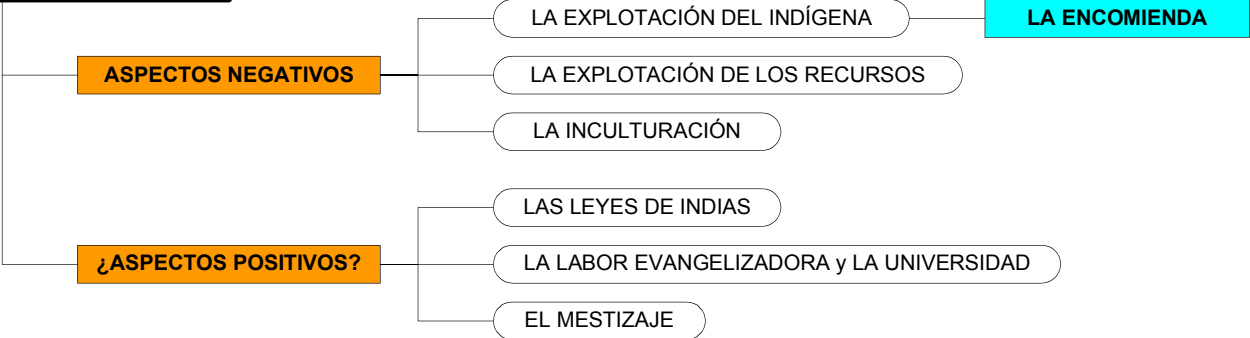 LA EXPLOTACIÓN DEL INDÍGENA
LA ENCOMIENDA
ASPECTOS NEGATIVOS
LA EXPLOTACIÓN DE LOS RECURSOS
LA INCULTURACIÓN
LAS LEYES DE INDIAS
¿ASPECTOS POSITIVOS?
LA LABOR EVANGELIZADORA y LA UNIVERSIDAD
EL MESTIZAJE